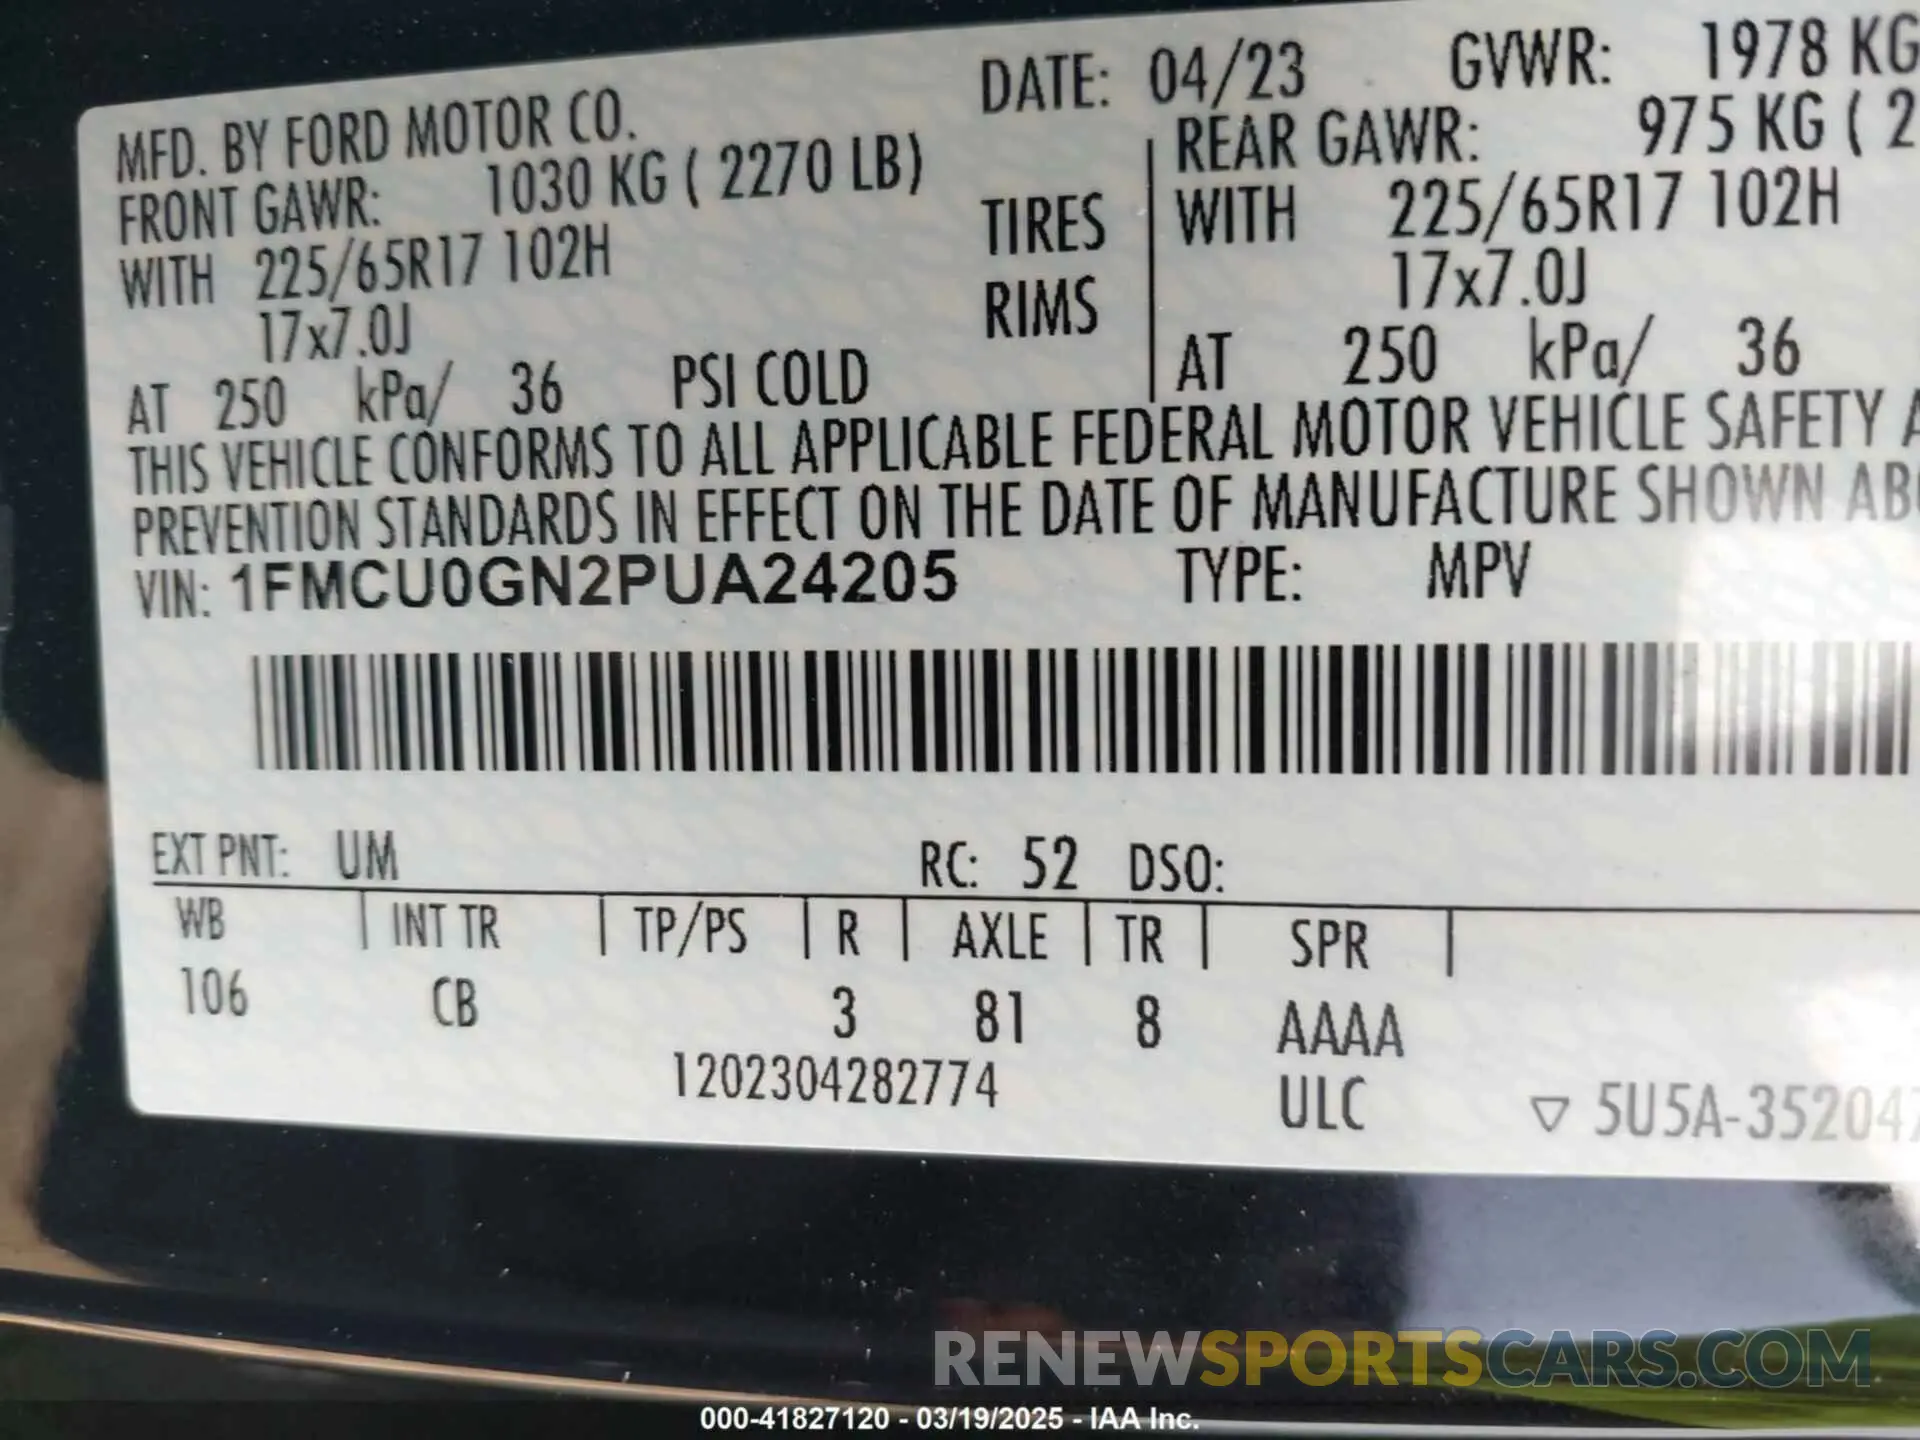 MFD. BY FORD MOTOR CO. DATE: 04/23 GVWR: 1978 KG
FRONT GAWR: 1030 KG ( 2270 LB) REAR GAWR: 975 KG ( 2
WITH 225/65R17 102H TIRES WITH 225/65R17 102H
17x7.0J RIMS 17x7.0J
AT 250 kPa/ 36 PSI COLD AT 250 kPa/ 36
THIS VEHICLE CONFORMS TO ALL APPLICABLE FEDERAL MOTOR VEHICLE SAFETY
PREVENTION STANDARDS IN EFFECT ON THE DATE OF MANUFACTURE SHOWN
VIN: 1FMCU0GN2PUA24205 TYPE: MPV
EXT PNT: UM RC: 52 DSO:
WB INT TR TP/PS R AXLE TR SPR
106 CB 3 81 8 AAAA
1202304282774 ULC ▽ 5U5A-35204
RENEWSPORTSCARS.COM
000-41827120 - 03/19/2025 - IAA Inc.